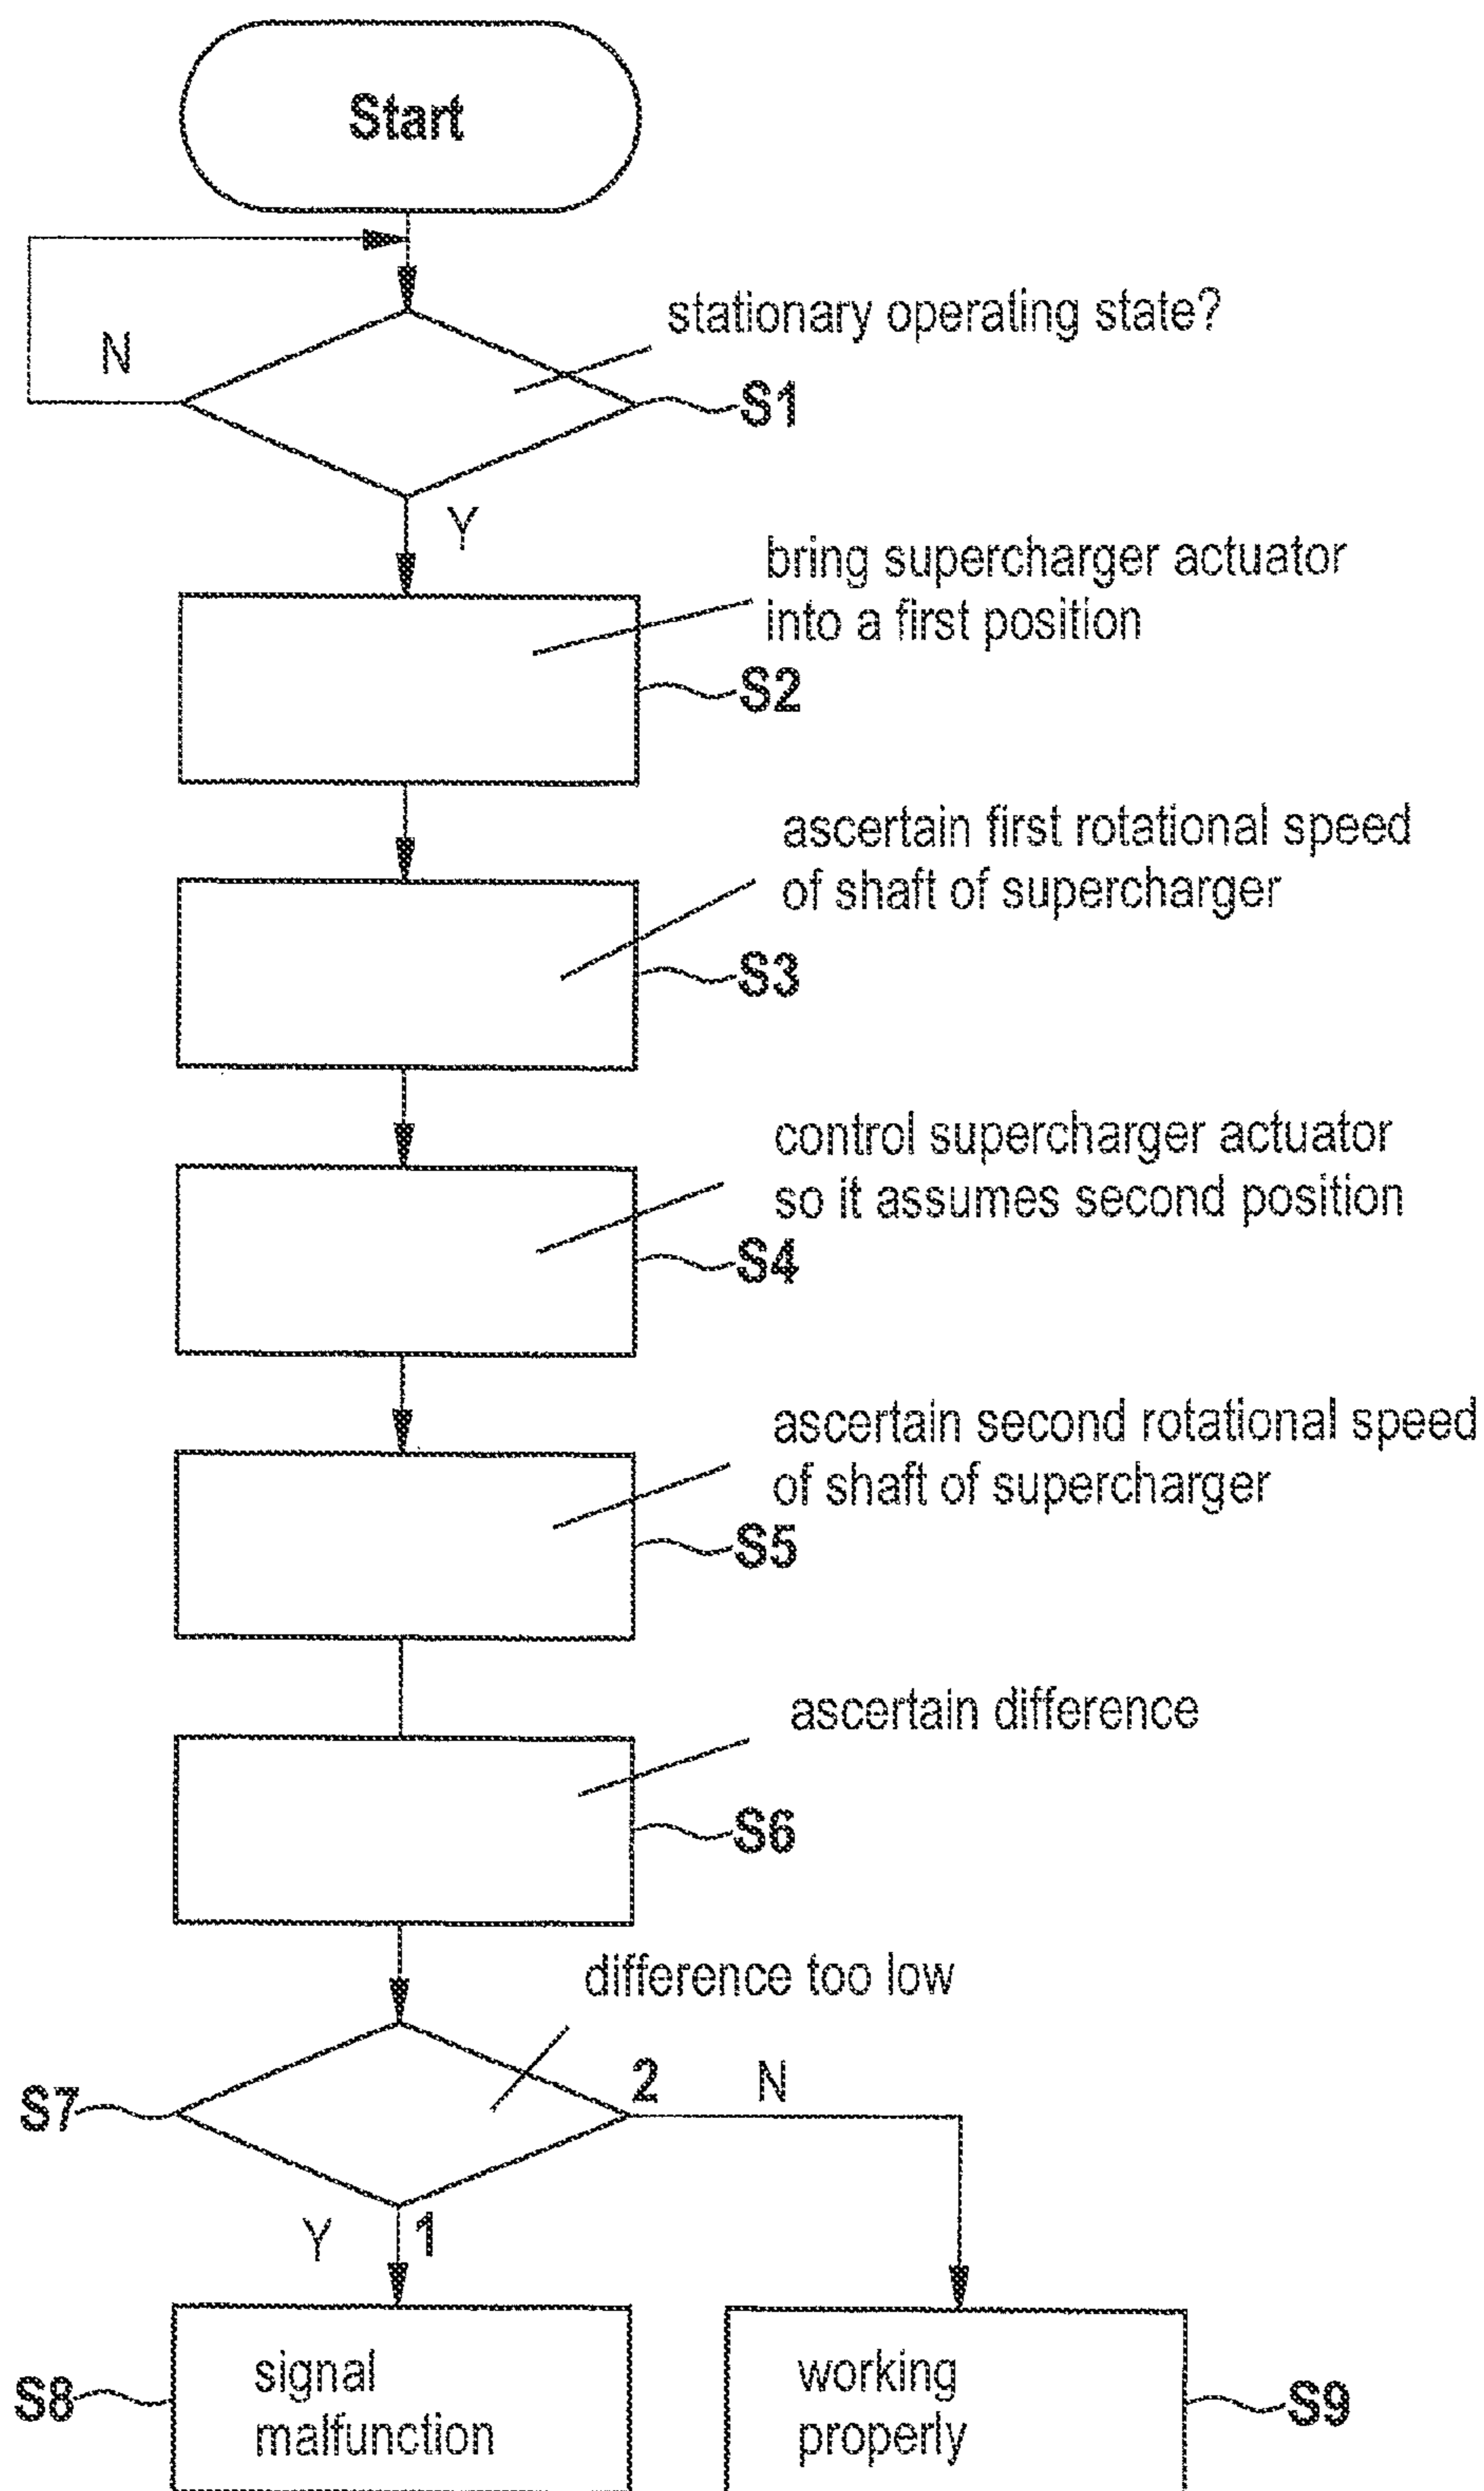 Start
stationary operating state?
N
S1
Y
bring supercharger actuator
into a first position
S2
ascertain first rotational speed
of shaft of supercharger
S3
control supercharger actuator
so it assumes second position
S4
ascertain second rotational speed
of shaft of supercharger
S5
ascertain difference
S6
difference too low
2 N
S7
Y 1
signal
malfunction
S8
working
properly
S9